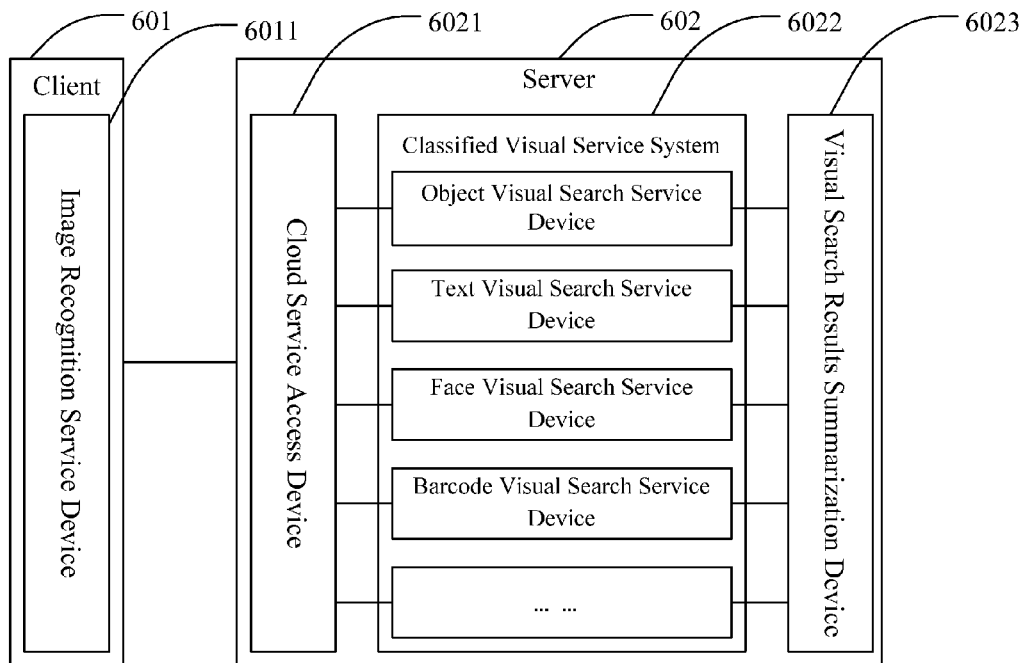 601
6011
6021
602
6022
6023
Client
Image Recognition Service Device
Server
Cloud Service Access Device
Classified Visual Service System
Object Visual Search Service
Device
Text Visual Search Service
Device
Face Visual Search Service
Device
Barcode Visual Search Service
Device
... ...
Visual Search Results Summarization Device